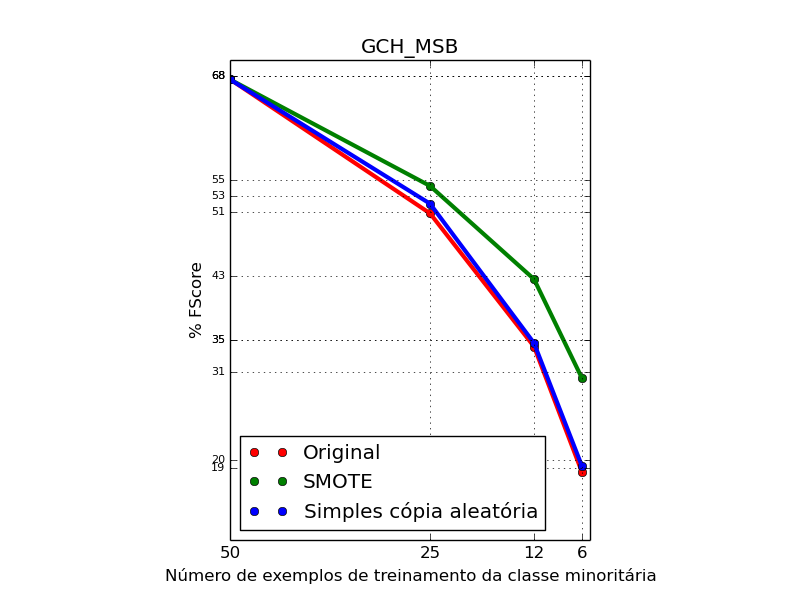 GCH_MSB
68
55
53
51
43
35
31
20
19
% FScore
Original
SMOTE
Simples cópia aleatória
50 25 12 6
Número de exemplos de treinamento da classe minoritária